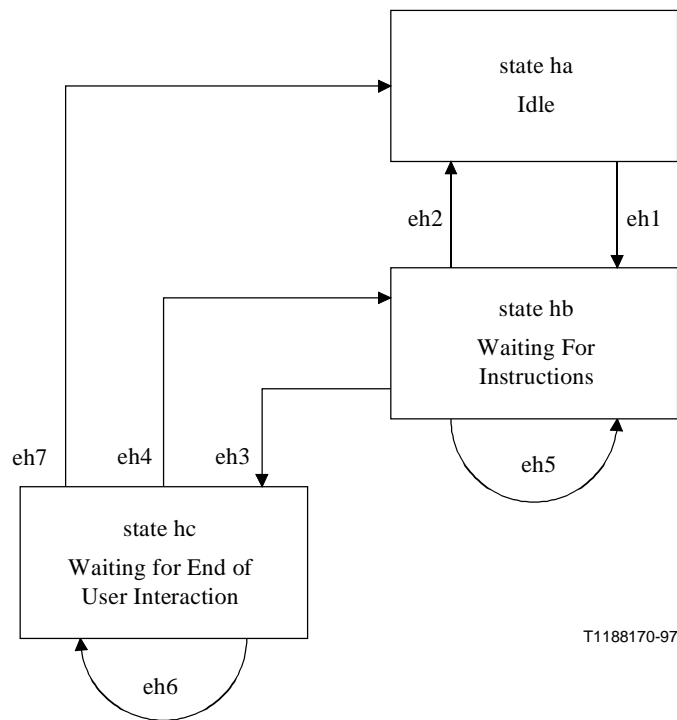 state ha
Idle
eh2
eh1
state hb
Waiting For
Instructions
eh7
eh4
eh3
eh5
state hc
Waiting for End of
User Interaction
T1188170-97
eh6